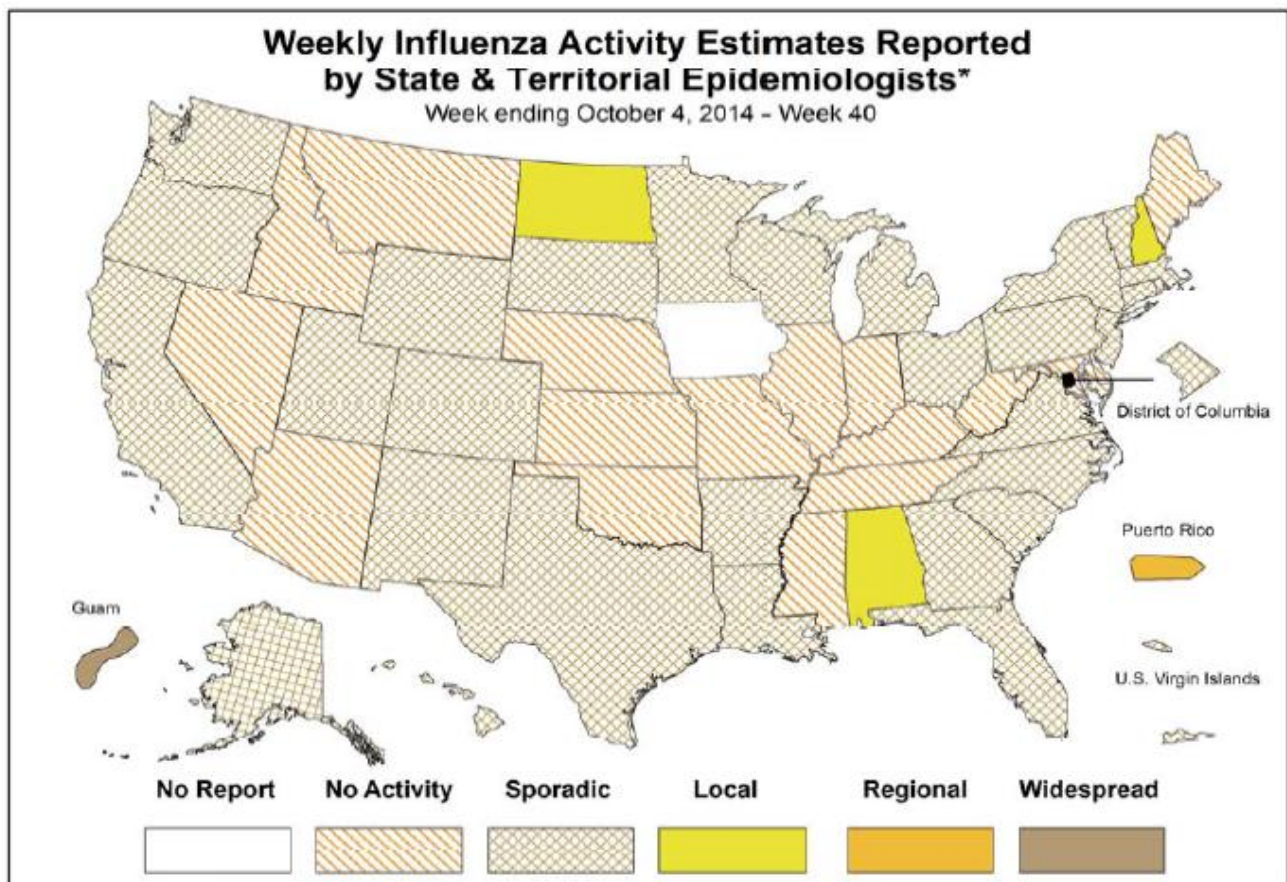 Weekly Influenza Activity Estimates Reported
by State & Territorial Epidemiologists*
Week ending October 4, 2014 - Week 40
District of Columbia
Puerto Rico
Guam
U.S. Virgin Islands
No Report No Activity Sporadic Local Regional Widespread